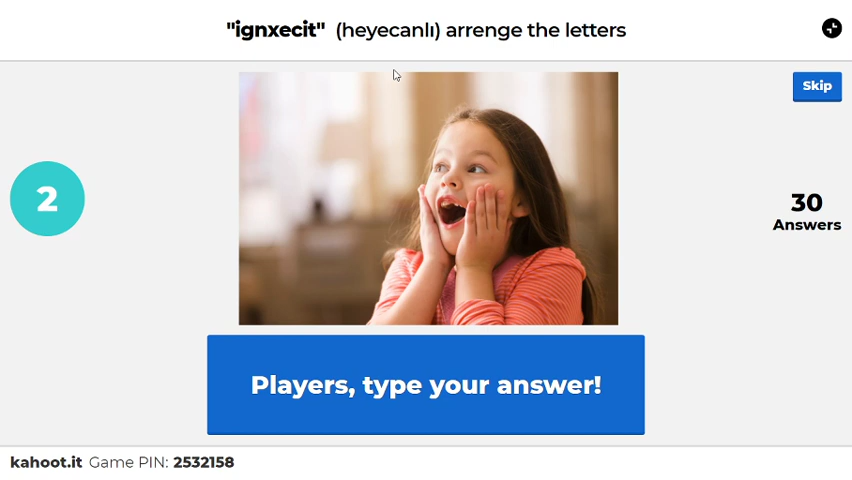 "ignxecit" (heyecanlı) arrenge the letters
Skip
2
30
Answers
Players, type your answer!
kahoot.it Game PIN: 2532158